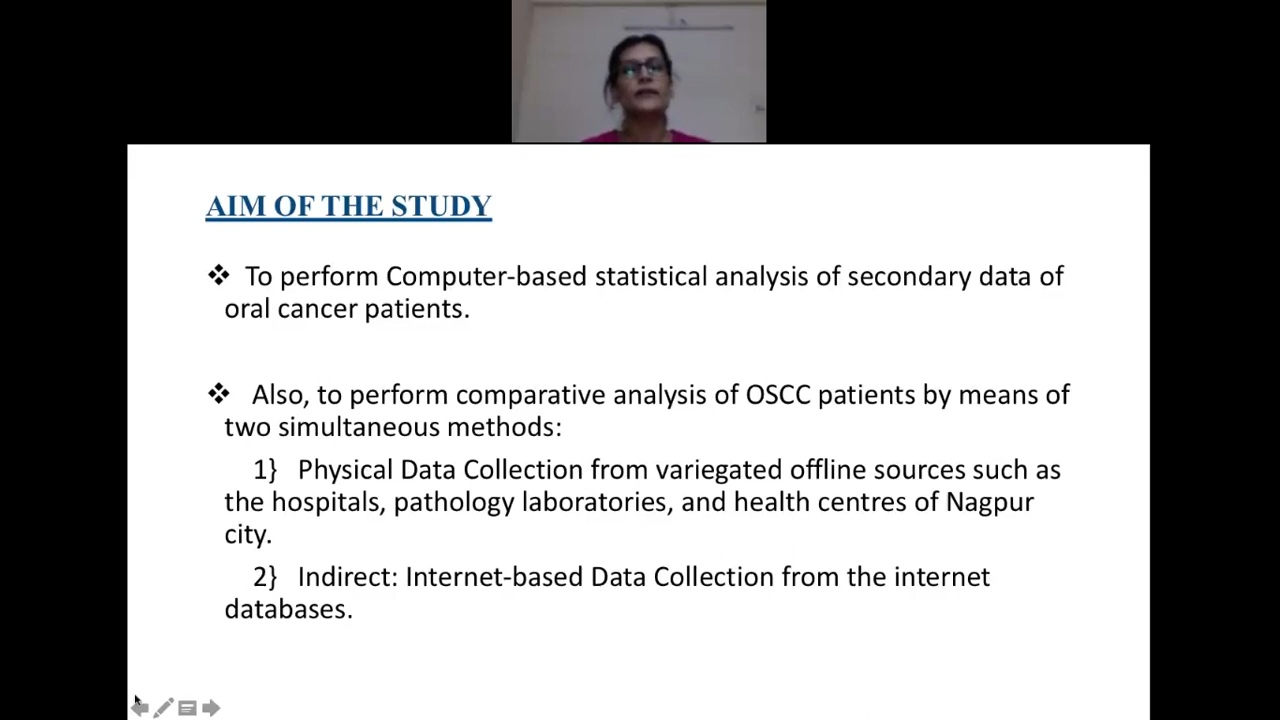 AIM OF THE STUDY
❖ To perform Computer-based statistical analysis of secondary data of
oral cancer patients.
❖ Also, to perform comparative analysis of OSCC patients by means of
two simultaneous methods:
1} Physical Data Collection from variegated offline sources such as
the hospitals, pathology laboratories, and health centres of Nagpur
city.
2} Indirect: Internet-based Data Collection from the internet
databases.